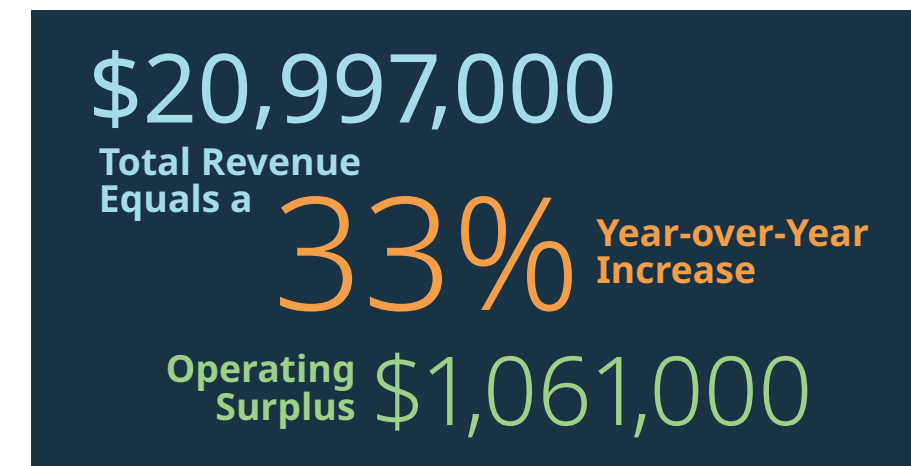 $20,997,000
Total Revenue
Equals a
33%
Year-over-Year
Increase
Operating
Surplus
$1,061,000